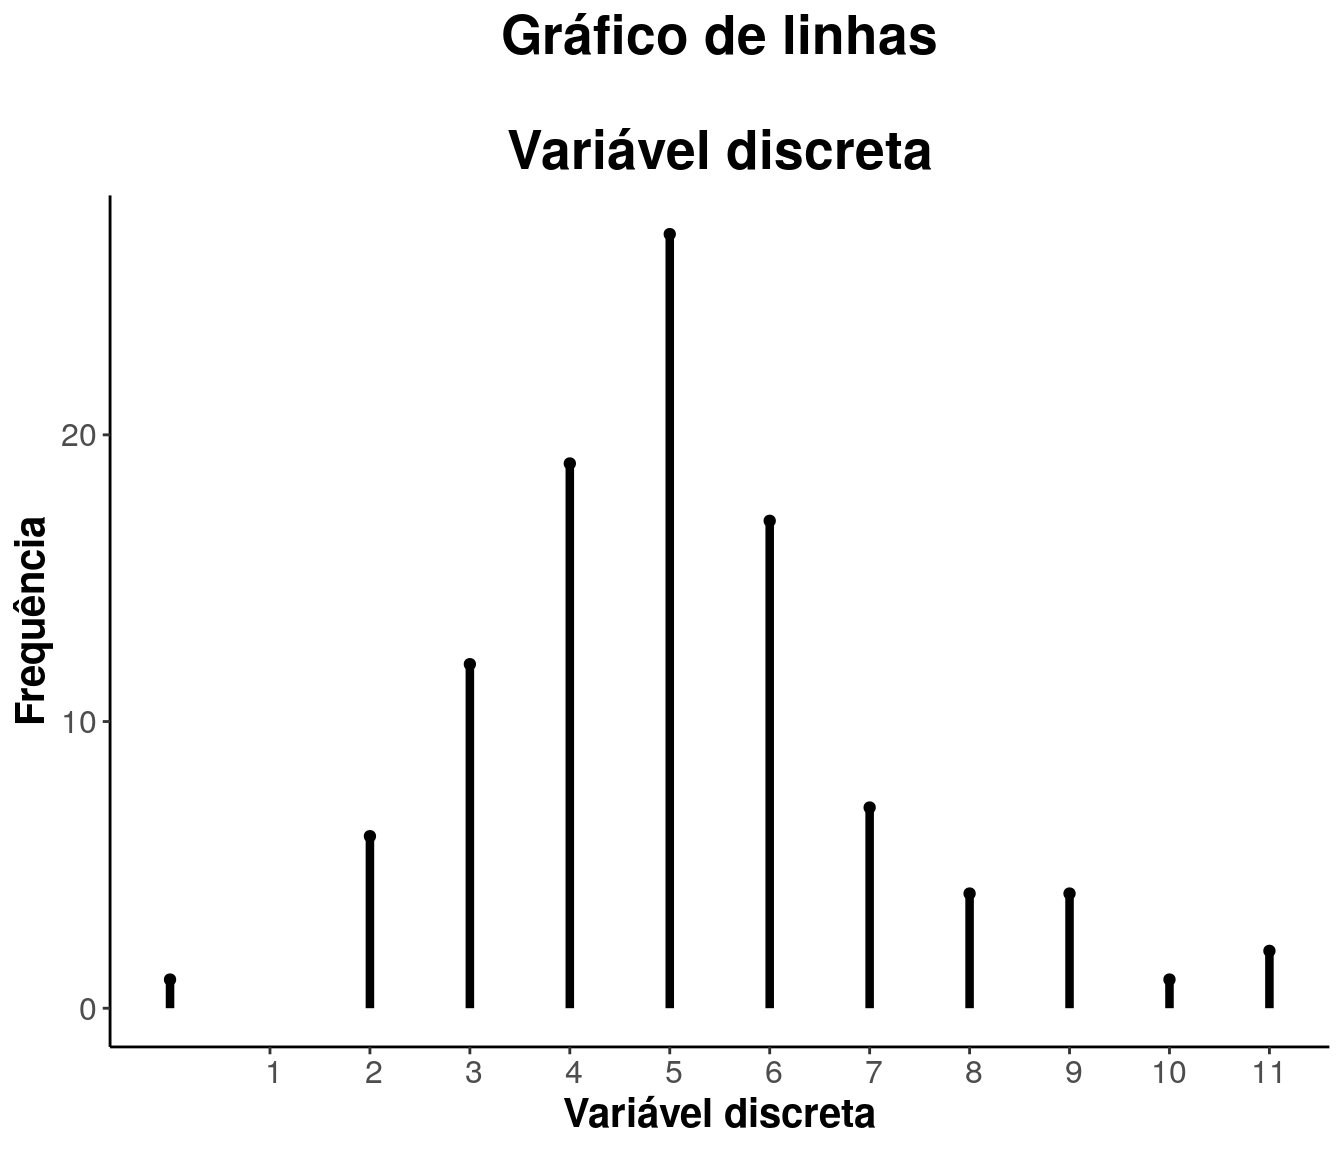 Gráfico de linhas
Variável discreta
Frequência
20
10
0
1 2 3 4 5 6 7 8 9 10 11
Variável discreta